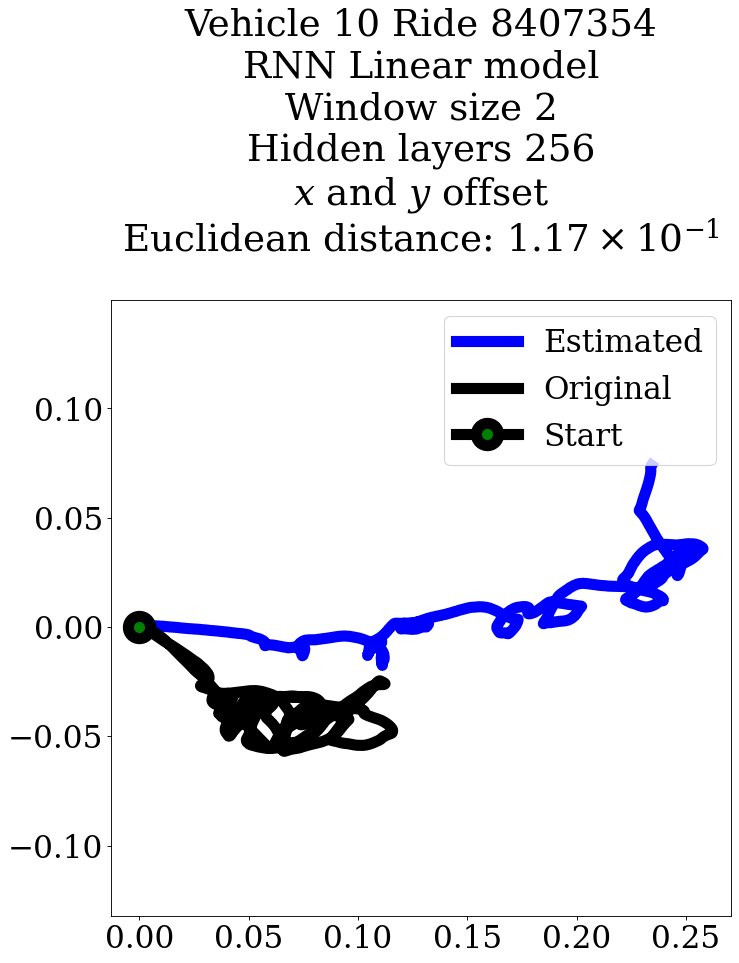 Vehicle 10 Ride 8407354
RNN Linear model
Window size 2
Hidden layers 256
x and y offset
Euclidean distance: 1.17 × 10⁻¹
Estimated
Original
Start
0.10
0.05
0.00
−0.05
−0.10
0.00 0.05 0.10 0.15 0.20 0.25